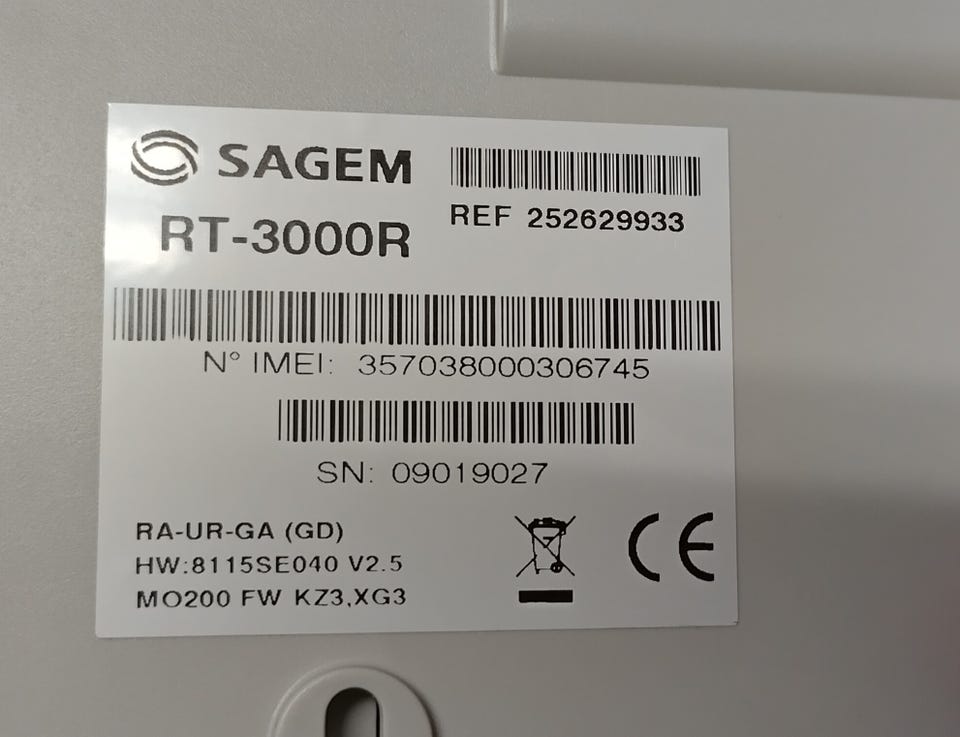 SAGEM
RT-3000R
REF 252629933
N° IMEI: 357038000306745
SN: 09019027
RA-UR-GA (GD)
HW:8115SE040 V2.5
MO200 FW KZ3,XG3
CE